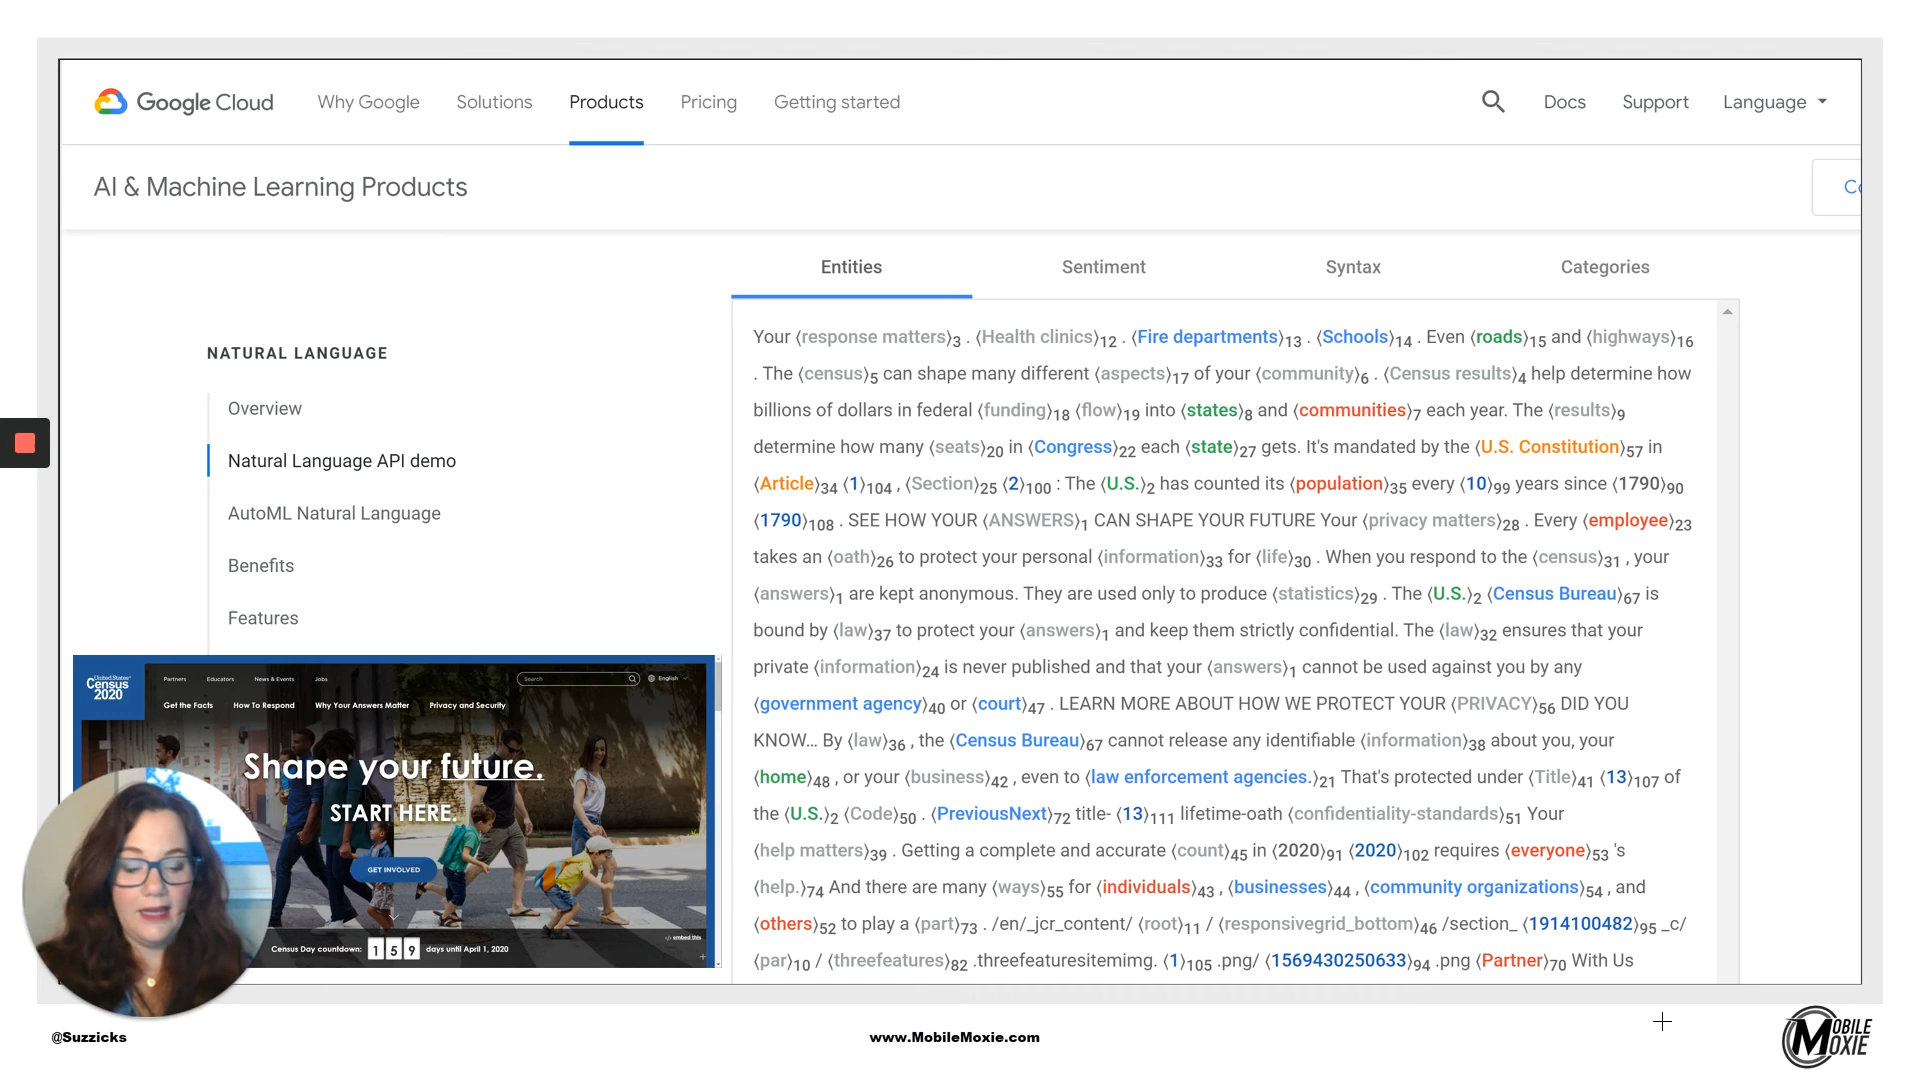 Google Cloud Why Google Solutions Products Pricing Getting started Docs Support Language
AI & Machine Learning Products
Entities Sentiment Syntax Categories
NATURAL LANGUAGE
Overview
Natural Language API demo
AutoML Natural Language
Benefits
Features
Your ⟨response matters⟩3 . ⟨Health clinics⟩12 . ⟨Fire departments⟩13 . ⟨Schools⟩14 . Even ⟨roads⟩15 and ⟨highways⟩16
. The ⟨census⟩5 can shape many different ⟨aspects⟩17 of your ⟨community⟩6 . ⟨Census results⟩4 help determine how
billions of dollars in federal ⟨funding⟩18 ⟨flow⟩19 into ⟨states⟩8 and ⟨communities⟩7 each year. The ⟨results⟩9
determine how many ⟨seats⟩20 in ⟨Congress⟩22 each ⟨state⟩27 gets. It's mandated by the ⟨U.S. Constitution⟩57 in
⟨Article⟩34 ⟨1⟩104 , ⟨Section⟩25 ⟨2⟩100 : The ⟨U.S.⟩2 has counted its ⟨population⟩35 every ⟨10⟩99 years since ⟨1790⟩90
⟨1790⟩108 . SEE HOW YOUR ⟨ANSWERS⟩1 CAN SHAPE YOUR FUTURE Your ⟨privacy matters⟩28 . Every ⟨employee⟩23
takes an ⟨oath⟩26 to protect your personal ⟨information⟩33 for ⟨life⟩30 . When you respond to the ⟨census⟩31 , your
⟨answers⟩1 are kept anonymous. They are used only to produce ⟨statistics⟩29 . The ⟨U.S.⟩2 ⟨Census Bureau⟩67 is
bound by ⟨law⟩37 to protect your ⟨answers⟩1 and keep them strictly confidential. The ⟨law⟩32 ensures that your
private ⟨information⟩24 is never published and that your ⟨answers⟩1 cannot be used against you by any
⟨government agency⟩40 or ⟨court⟩47 . LEARN MORE ABOUT HOW WE PROTECT YOUR ⟨PRIVACY⟩56 DID YOU
KNOW... By ⟨law⟩36 , the ⟨Census Bureau⟩67 cannot release any identifiable ⟨information⟩38 about you, your
⟨home⟩48 , or your ⟨business⟩42 , even to ⟨law enforcement agencies.⟩21 That's protected under ⟨Title⟩41 ⟨13⟩107 of
the ⟨U.S.⟩2 ⟨Code⟩50 . ⟨PreviousNext⟩72 title- ⟨13⟩111 lifetime-oath ⟨confidentiality-standards⟩51 Your
⟨help matters⟩39 . Getting a complete and accurate ⟨count⟩45 in ⟨2020⟩91 ⟨2020⟩102 requires ⟨everyone⟩53 's
⟨help.⟩74 And there are many ⟨ways⟩55 for ⟨individuals⟩43 , ⟨businesses⟩44 , ⟨community organizations⟩54 , and
⟨others⟩52 to play a ⟨part⟩73 . /en/_jcr_content/ ⟨root⟩11 / ⟨responsivegrid_bottom⟩46 /section_ ⟨1914100482⟩95 _c/
⟨par⟩10 / ⟨threefeatures⟩82 .threefeaturesitemimg. ⟨1⟩105 .png/ ⟨1569430250633⟩94 .png ⟨Partner⟩70 With Us
United States
Census
2020
Partners Educators News & Events Jobs Search English
Get the Facts How To Respond Why Your Answers Matter Privacy and Security
Shape your future.
START HERE.
GET INVOLVED
embed this
Census Day countdown: 1 5 9 days until April 1, 2020
@Suzzicks www.MobileMoxie.com
MOBILE
MOXIE